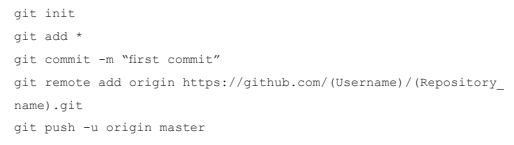 git init
git add *
git commit -m “first commit”
git remote add origin https://github.com/(Username)/(Repository_
name).git
git push -u origin master